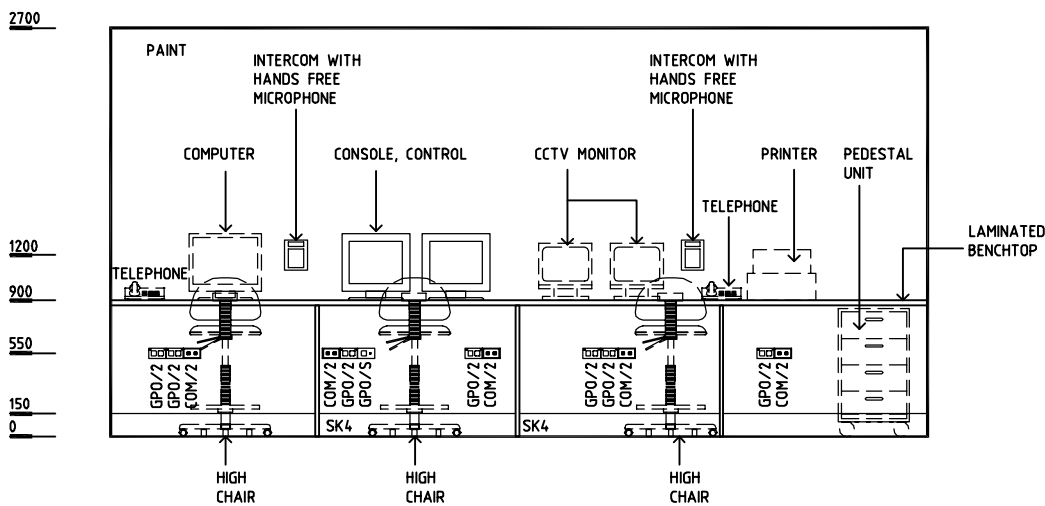 2700
PAINT
INTERCOM WITH
HANDS FREE
MICROPHONE
INTERCOM WITH
HANDS FREE
MICROPHONE
COMPUTER
CONSOLE, CONTROL
CCTV MONITOR
PRINTER
PEDESTAL
UNIT
TELEPHONE
LAMINATED
BENCHTOP
1200
TELEPHONE
900
550
GPO/2
GPO/2
COM/2
COM/2
GPO/2
GPO/S
GPO/2
COM/2
GPO/2
GPO/2
COM/2
GPO/2
COM/2
150
SK4
SK4
0
HIGH
CHAIR
HIGH
CHAIR
HIGH
CHAIR